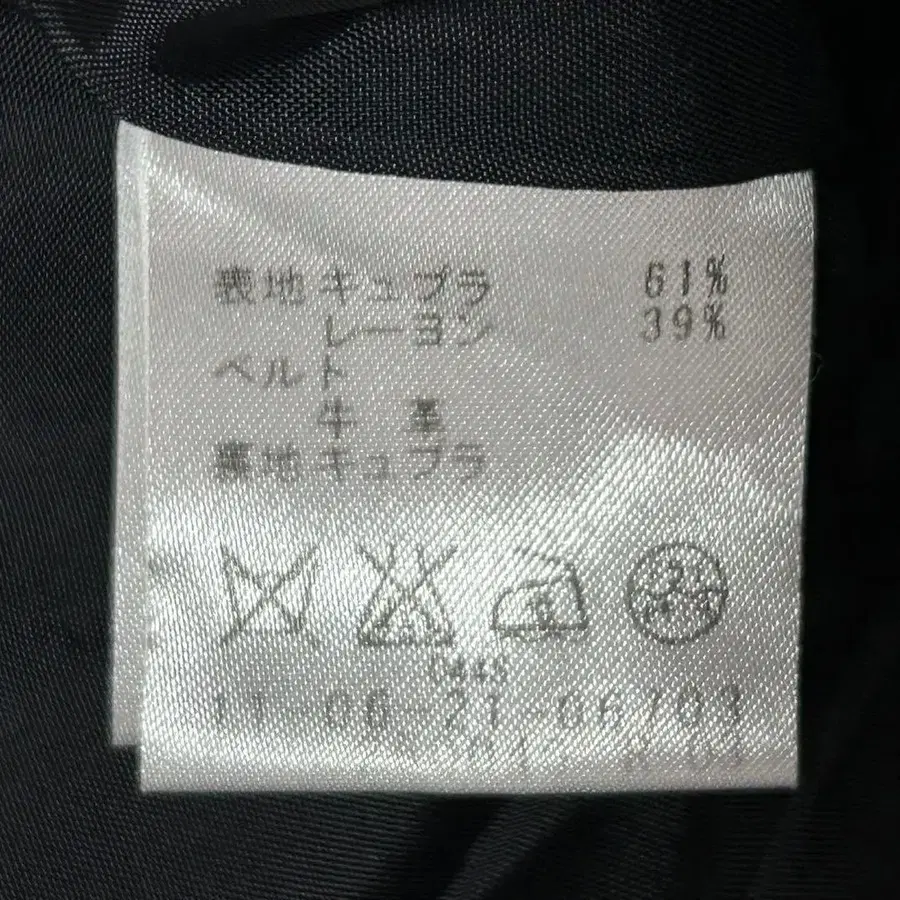 表地 キュプラ 61%
レーヨン 39%
ベルト
牛 革
裏地 キュプラ
044S
11-06-21-06703